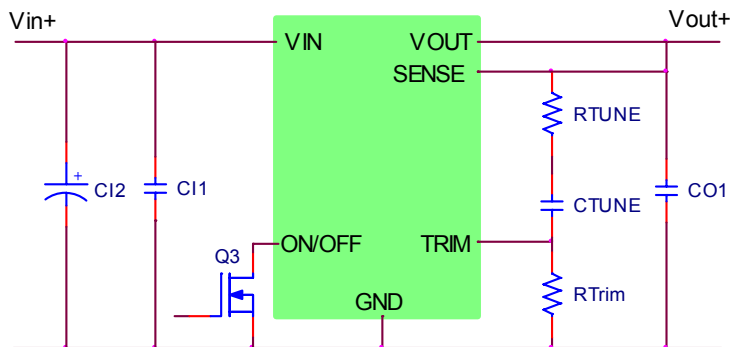 Vin+
Vout+
VIN
VOUT
SENSE
RTUNE
+
CI2
CI1
CTUNE
CO1
Q3
ON/OFF
TRIM
RTrim
GND